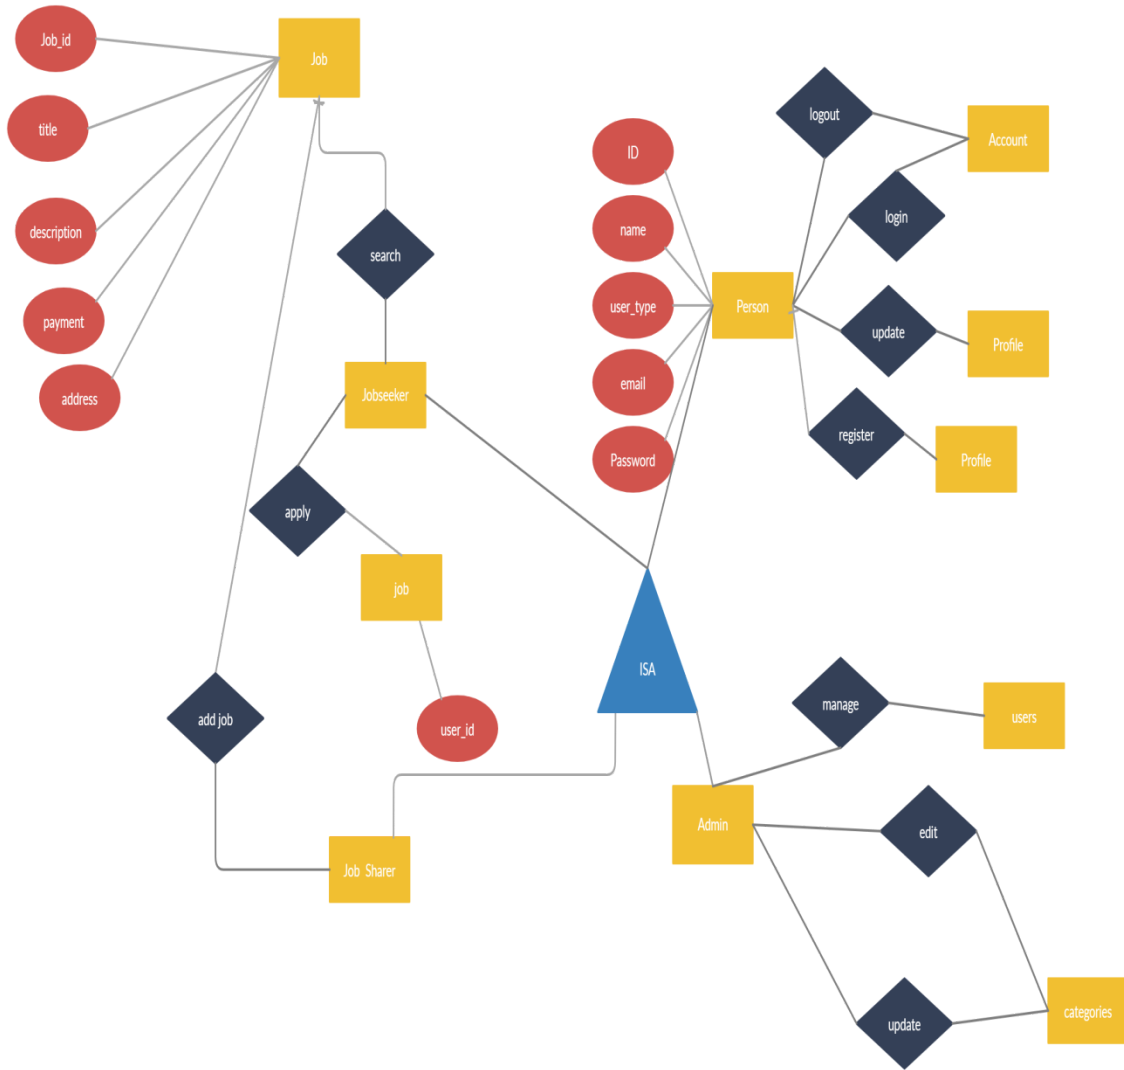 Job_id
Job
title
description
payment
address
search
Jobseeker
apply
job
user_id
add job
Job Sharer
ID
name
user_type
email
Password
Person
logout
Account
login
update
Profile
register
Profile
ISA
manage
users
Admin
edit
update
categories